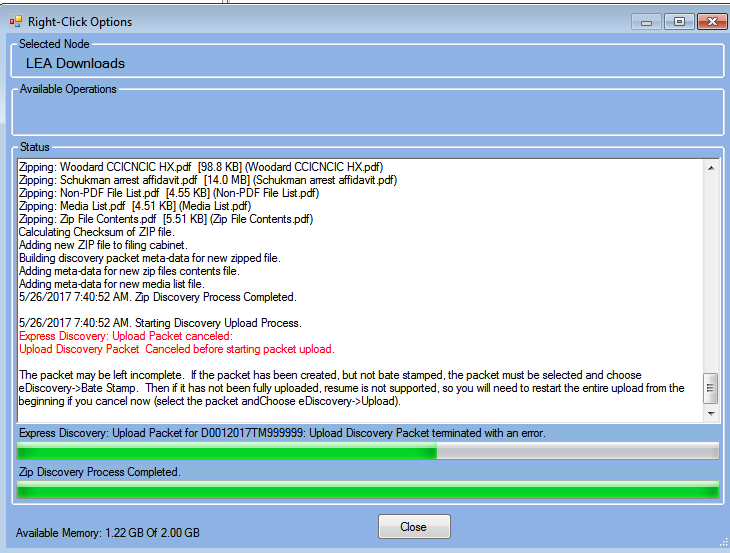 Right-Click Options
Selected Node
LEA Downloads
Available Operations
Status
Zipping: Woodard CCICNCIC HX.pdf  [98.8 KB] (Woodard CCICNCIC HX.pdf)
Zipping: Schukman arrest affidavit.pdf  [14.0 MB] (Schukman arrest affidavit.pdf)
Zipping: Non-PDF File List.pdf  [4.55 KB] (Non-PDF File List.pdf)
Zipping: Media List.pdf  [4.51 KB] (Media List.pdf)
Zipping: Zip File Contents.pdf  [5.51 KB] (Zip File Contents.pdf)
Calculating Checksum of ZIP file.
Adding new ZIP file to filing cabinet.
Building discovery packet meta-data for new zipped file.
Adding meta-data for new zip files contents file.
Adding meta-data for new media list file.
5/26/2017 7:40:52 AM. Zip Discovery Process Completed.
5/26/2017 7:40:52 AM. Starting Discovery Upload Process.
Express Discovery: Upload Packet canceled:
Upload Discovery Packet  Canceled before starting packet upload.
The packet may be left incomplete.  If the packet has been created, but not bate stamped, the packet must be selected and choose
eDiscovery->Bate Stamp.  Then if it has not been fully uploaded, resume is not supported, so you will need to restart the entire upload from the
beginning if you cancel now (select the packet andChoose eDiscovery->Upload).
Express Discovery: Upload Packet for D0012017TM999999: Upload Discovery Packet terminated with an error.
Zip Discovery Process Completed.
Available Memory: 1.22 GB Of 2.00 GB
Close